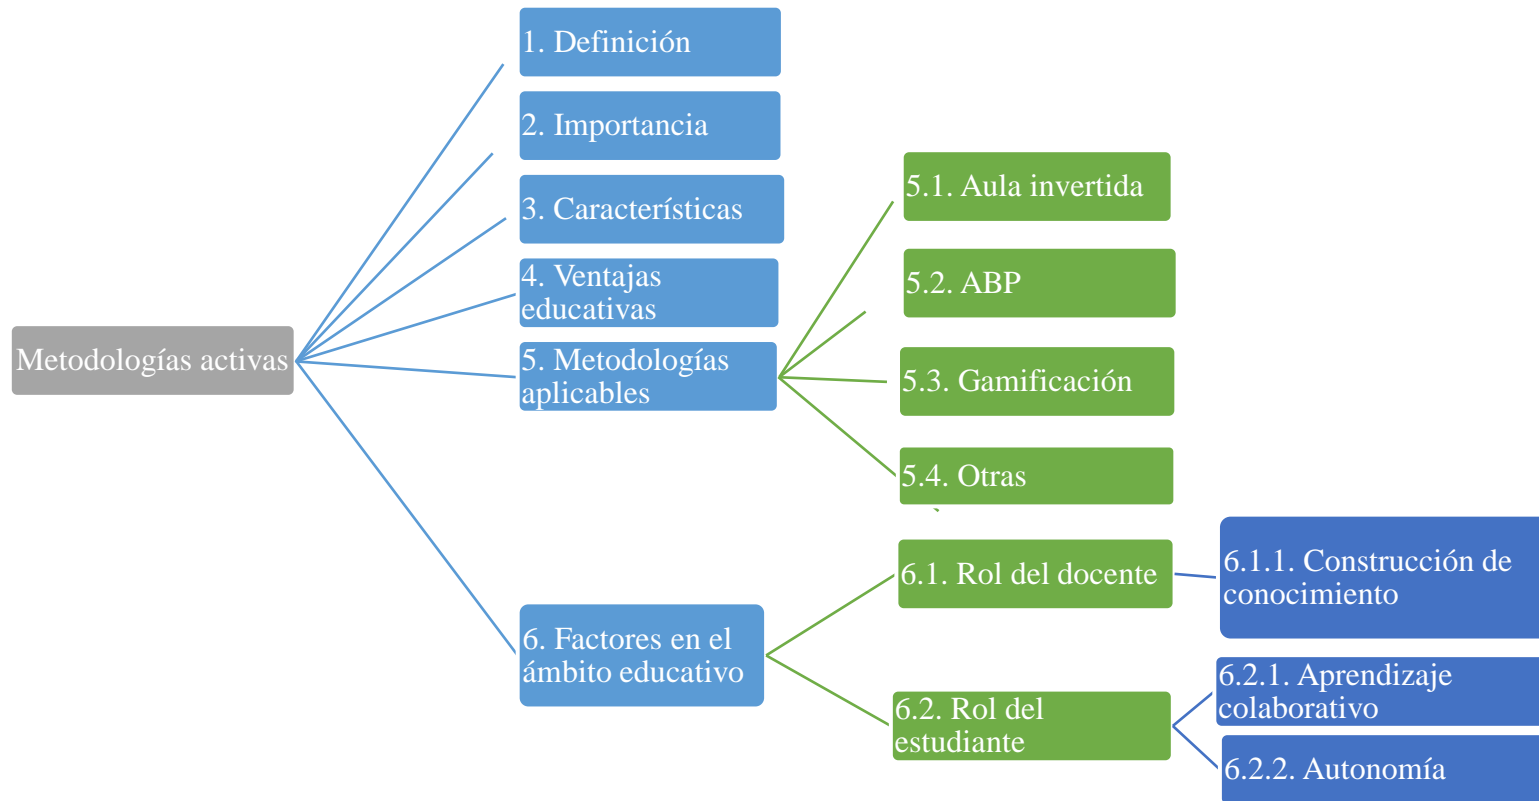 Metodologías activas
1. Definición
2. Importancia
3. Características
4. Ventajas
educativas
5. Metodologías
aplicables
5.1. Aula invertida
5.2. ABP
5.3. Gamificación
5.4. Otras
6. Factores en el
ámbito educativo
6.1. Rol del docente
6.1.1. Construcción de
conocimiento
6.2. Rol del
estudiante
6.2.1. Aprendizaje
colaborativo
6.2.2. Autonomía